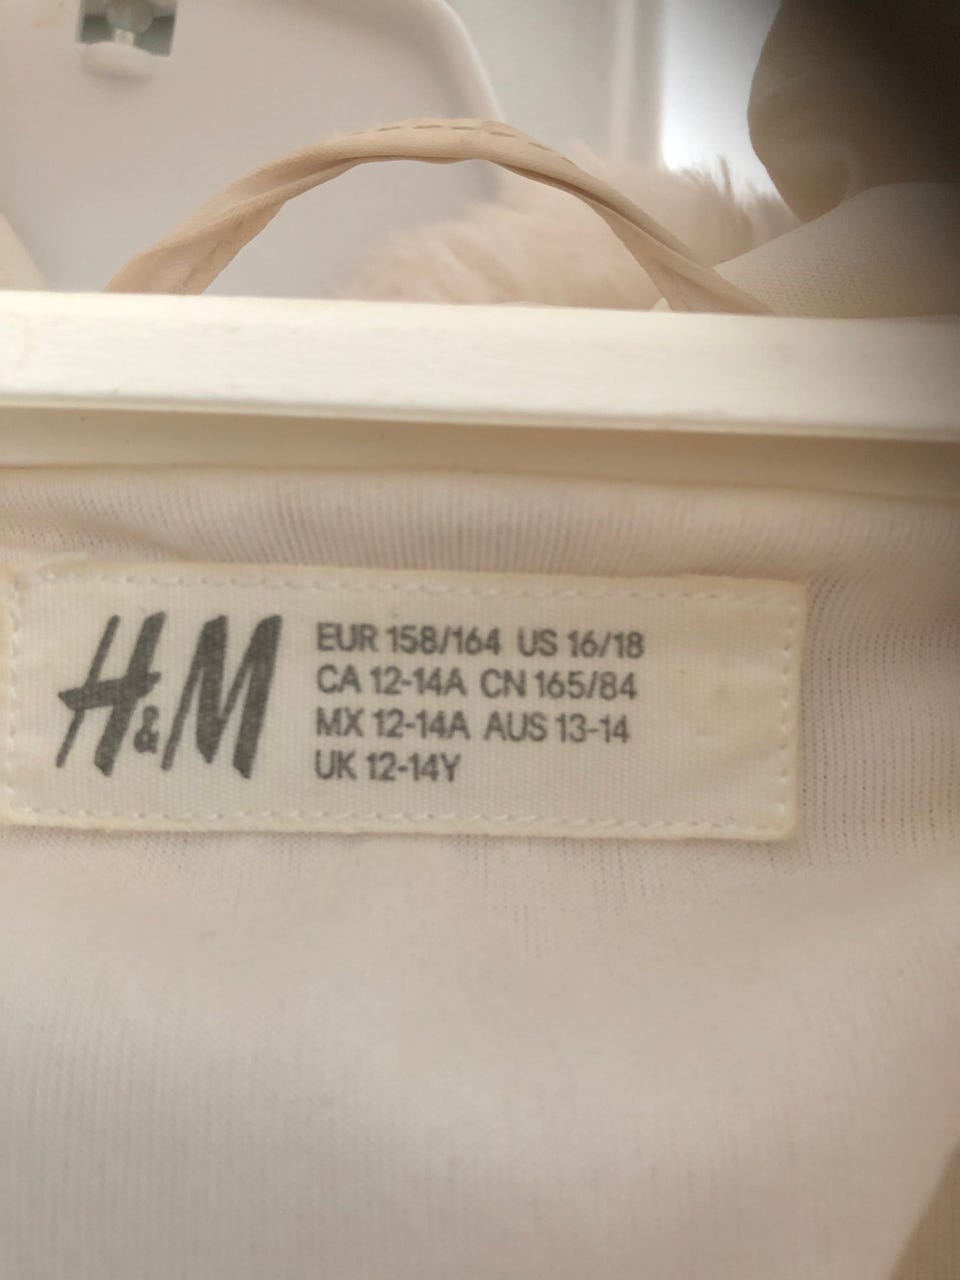 H&M
EUR 158/164 US 16/18
CA 12-14A CN 165/84
MX 12-14A AUS 13-14
UK 12-14Y